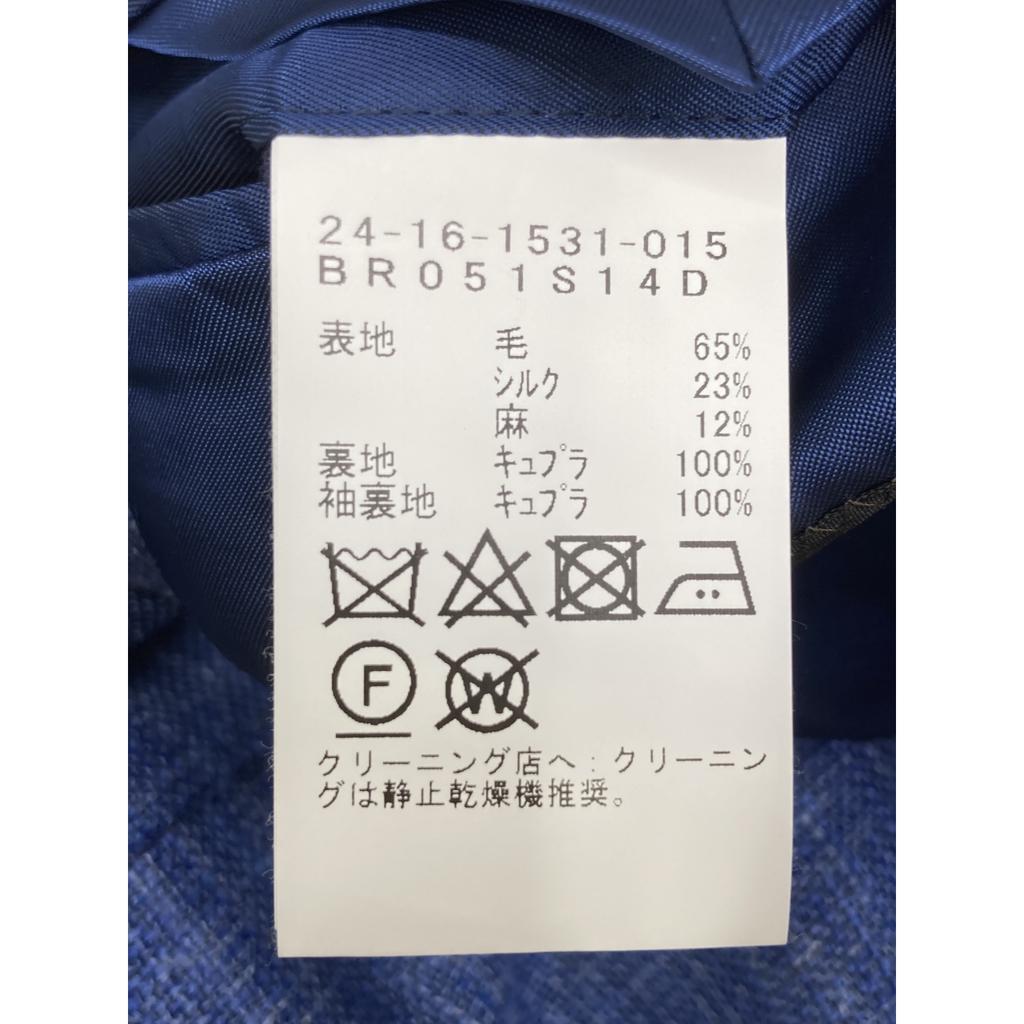 24-16-1531-015
BR051S14D
表地 毛 65%
シルク 23%
麻 12%
裏地 キュプラ 100%
袖裏地 キュプラ 100%
F W
クリーニング店へ:クリーニン
グは静止乾燥機推奨。